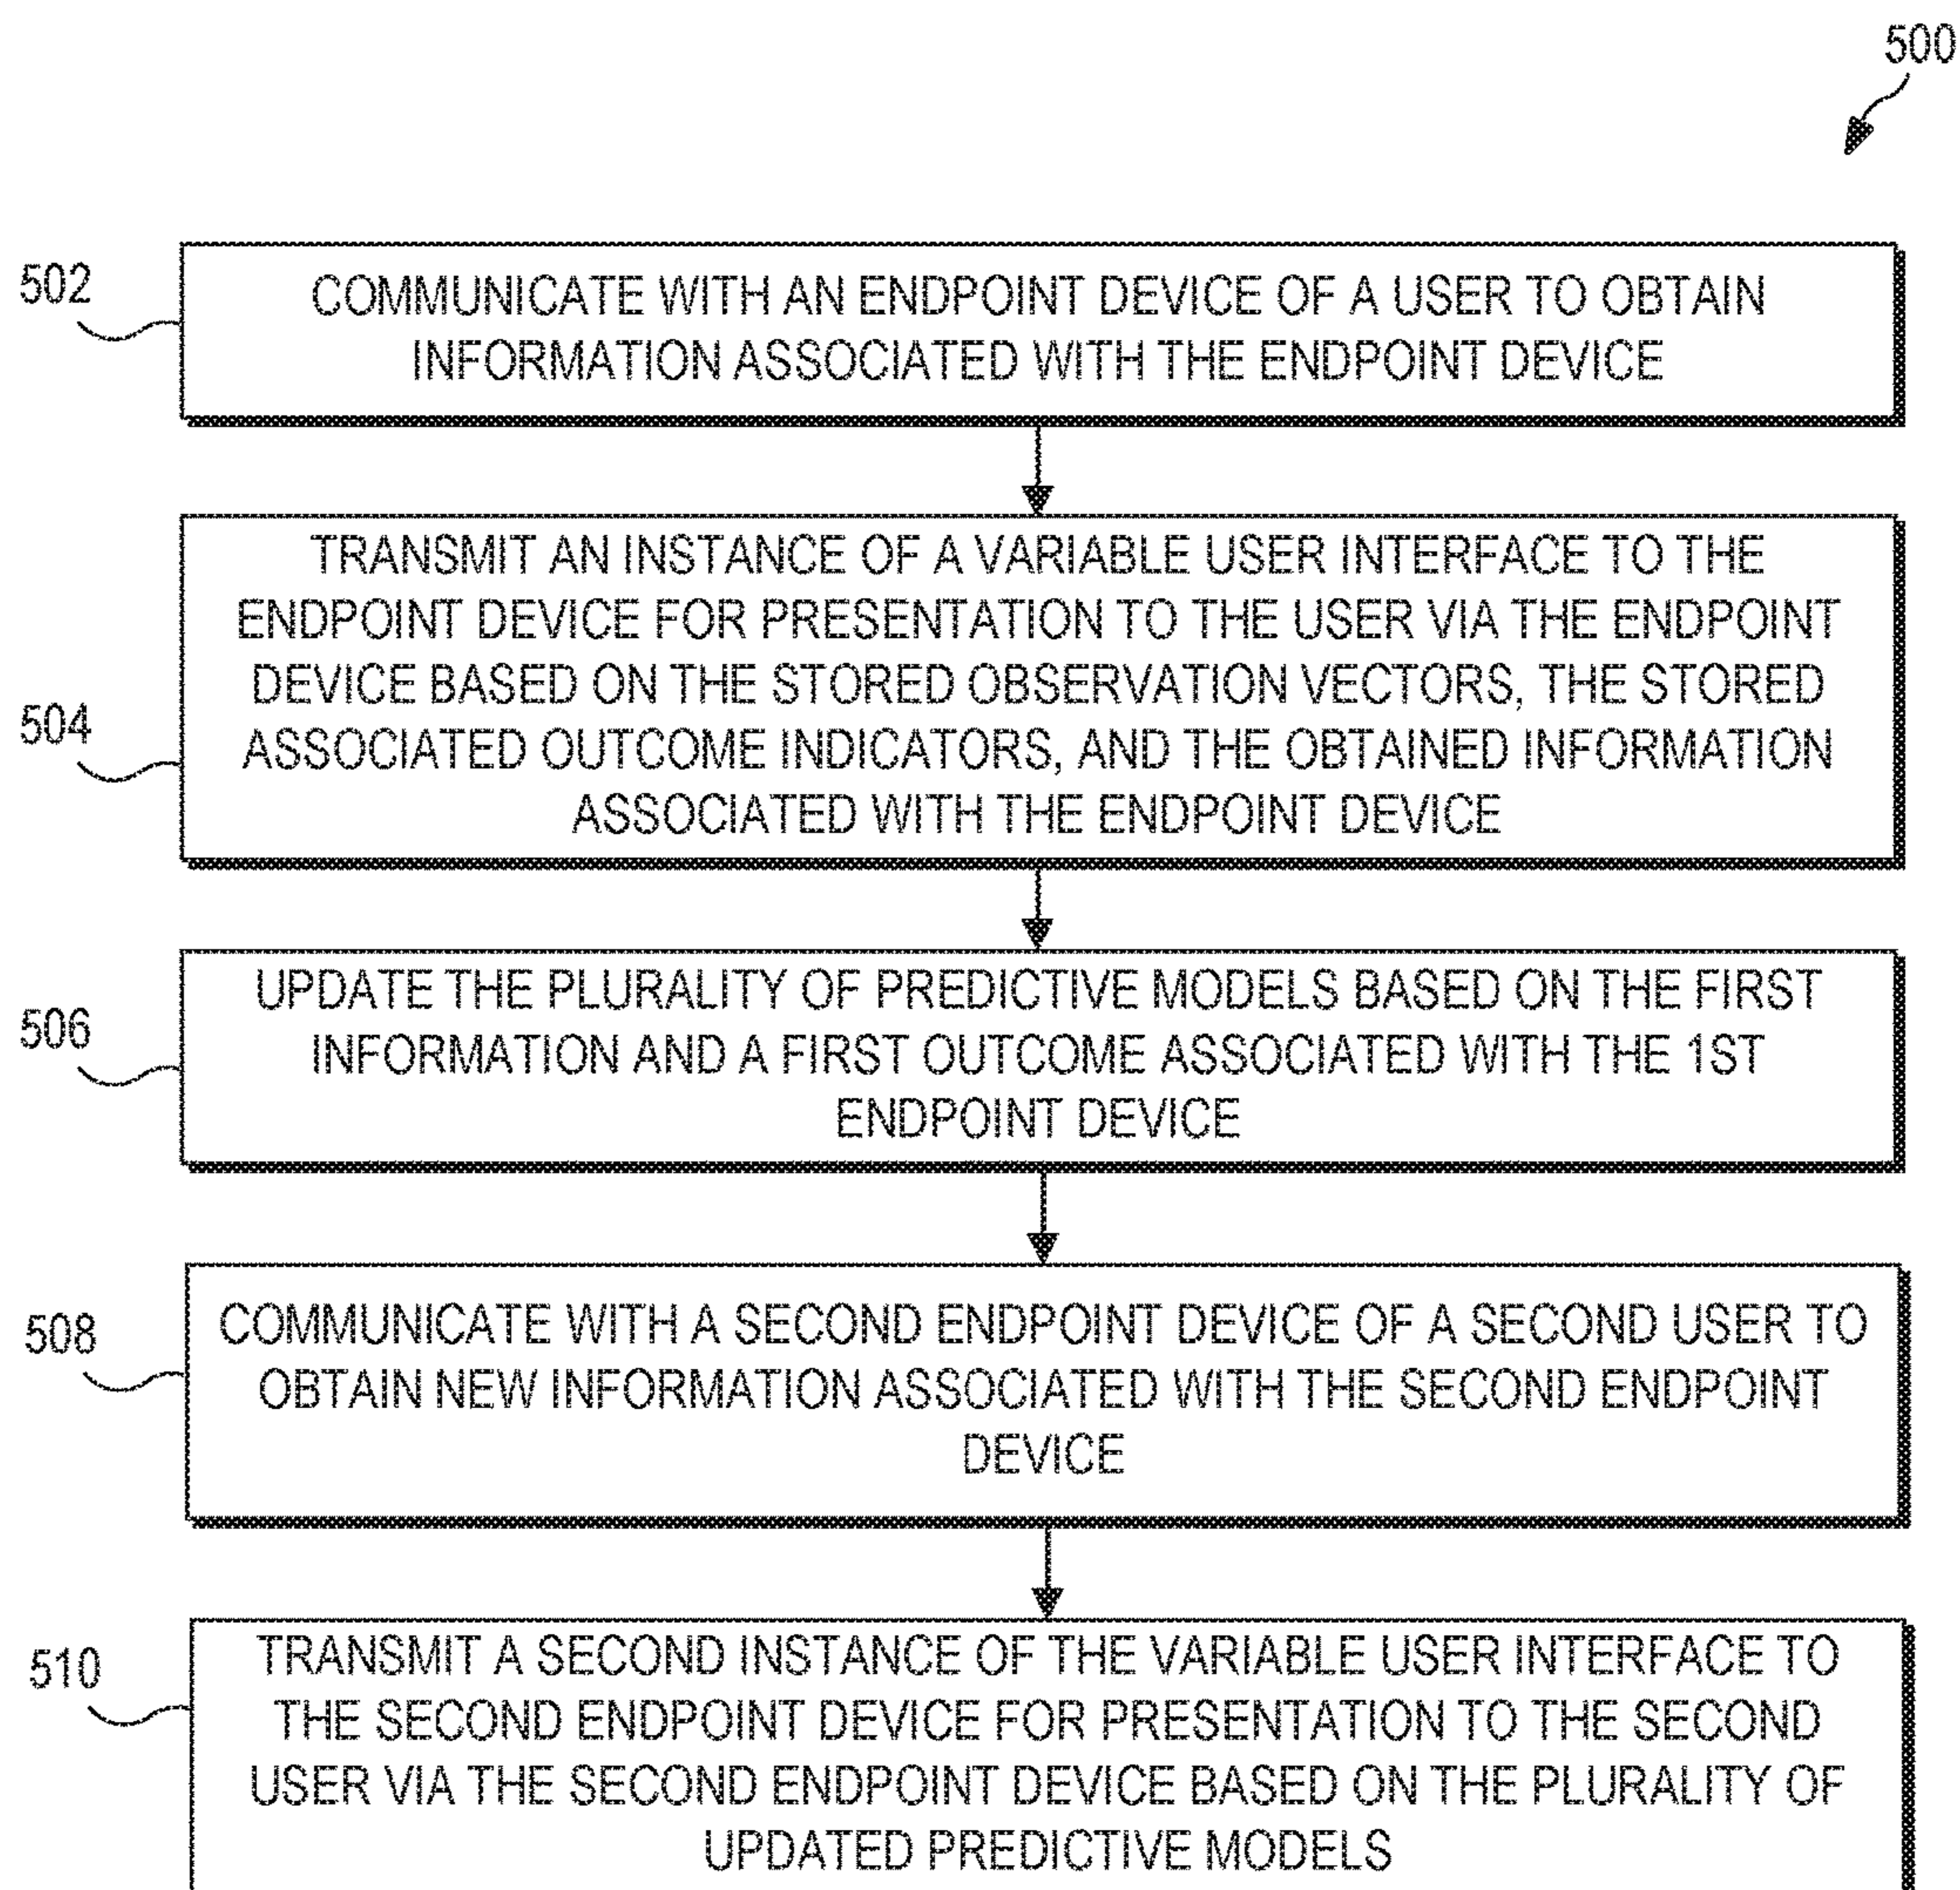 500
502
COMMUNICATE WITH AN ENDPOINT DEVICE OF A USER TO OBTAIN
INFORMATION ASSOCIATED WITH THE ENDPOINT DEVICE
504
TRANSMIT AN INSTANCE OF A VARIABLE USER INTERFACE TO THE
ENDPOINT DEVICE FOR PRESENTATION TO THE USER VIA THE ENDPOINT
DEVICE BASED ON THE STORED OBSERVATION VECTORS, THE STORED
ASSOCIATED OUTCOME INDICATORS, AND THE OBTAINED INFORMATION
ASSOCIATED WITH THE ENDPOINT DEVICE
506
UPDATE THE PLURALITY OF PREDICTIVE MODELS BASED ON THE FIRST
INFORMATION AND A FIRST OUTCOME ASSOCIATED WITH THE 1ST
ENDPOINT DEVICE
508
COMMUNICATE WITH A SECOND ENDPOINT DEVICE OF A SECOND USER TO
OBTAIN NEW INFORMATION ASSOCIATED WITH THE SECOND ENDPOINT
DEVICE
510
TRANSMIT A SECOND INSTANCE OF THE VARIABLE USER INTERFACE TO
THE SECOND ENDPOINT DEVICE FOR PRESENTATION TO THE SECOND
USER VIA THE SECOND ENDPOINT DEVICE BASED ON THE PLURALITY OF
UPDATED PREDICTIVE MODELS